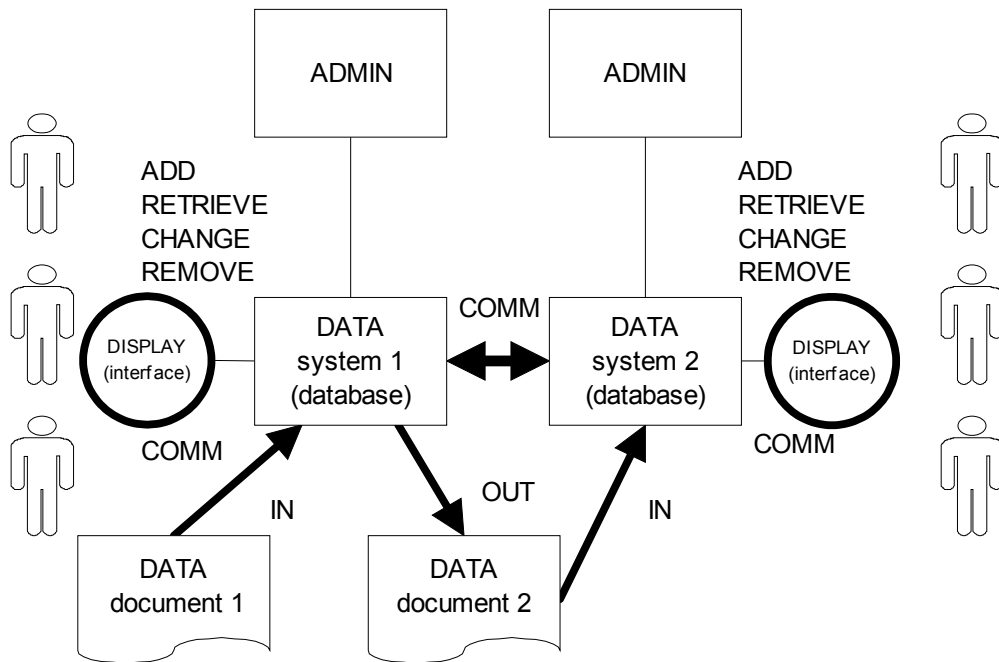 ADMIN
ADMIN
ADD
RETRIEVE
CHANGE
REMOVE
ADD
RETRIEVE
CHANGE
REMOVE
DISPLAY
(interface)
DATA
system 1
(database)
COMM
DATA
system 2
(database)
DISPLAY
(interface)
COMM
COMM
IN
OUT
IN
DATA
document 1
DATA
document 2